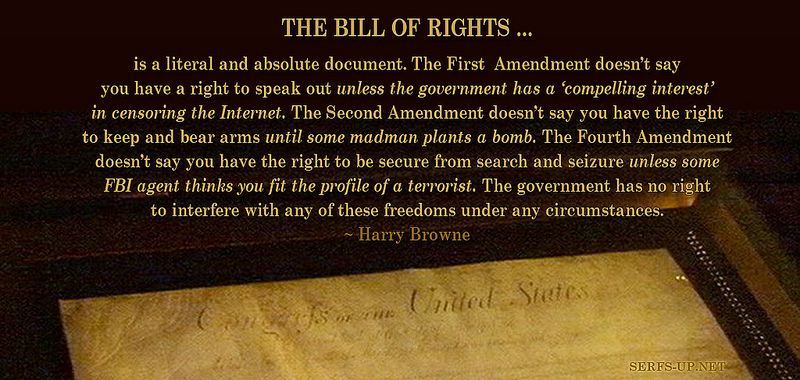 THE BILL OF RIGHTS ...
is a literal and absolute document. The First Amendment doesn't say
you have a right to speak out unless the government has a ‘compelling interest’
in censoring the Internet. The Second Amendment doesn't say you have the right
to keep and bear arms until some madman plants a bomb. The Fourth Amendment
doesn't say you have the right to be secure from search and seizure unless some
FBI agent thinks you fit the profile of a terrorist. The government has no right
to interfere with any of these freedoms under any circumstances.
~ Harry Browne
Congreſs OF THE United States
SERFS-UP.NET